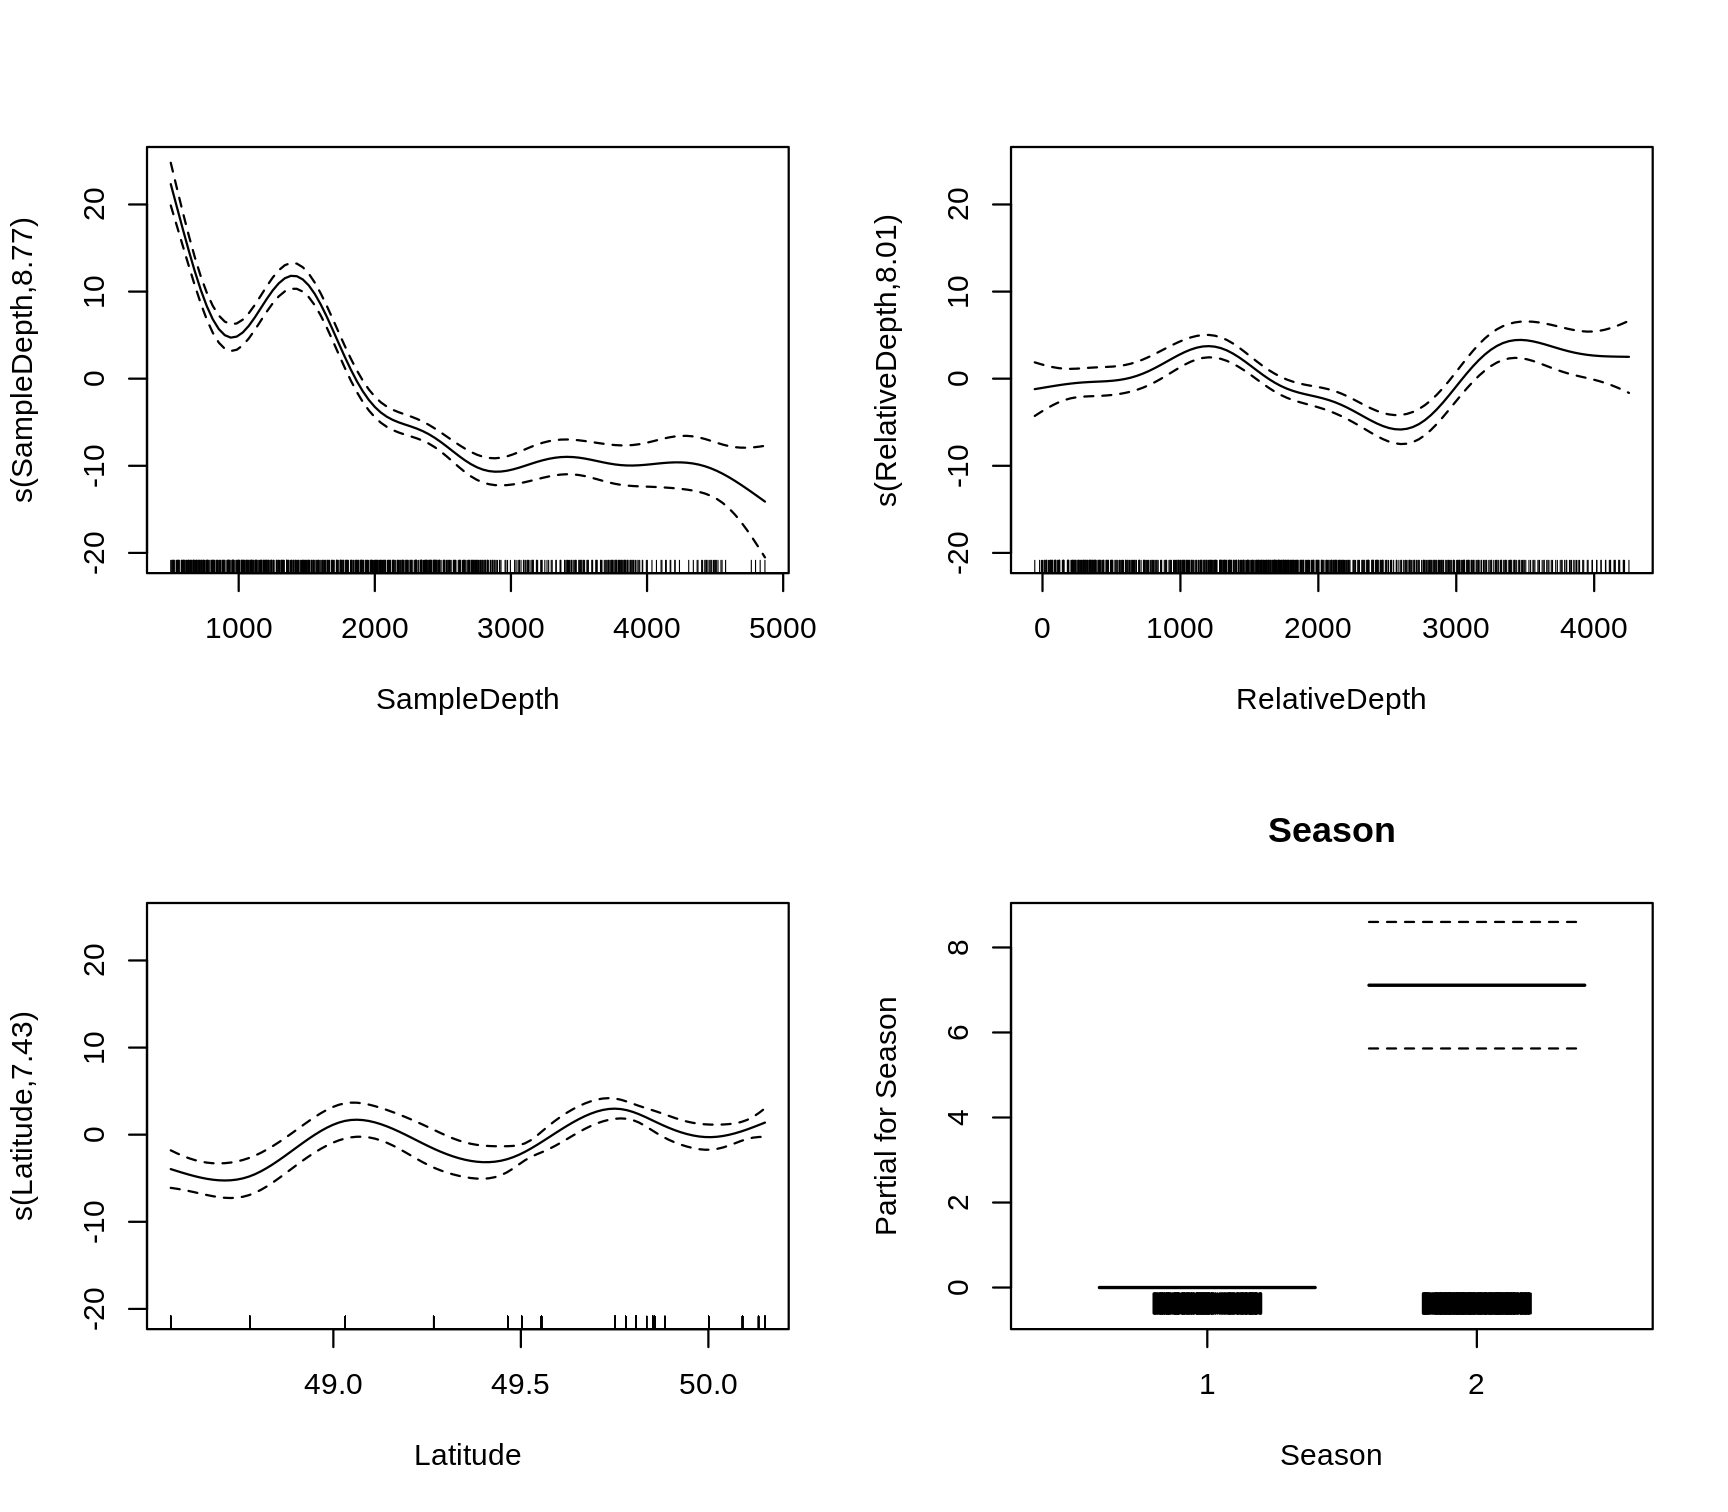 s(SampleDepth,8.77)
20
10
0
-10
-20
1000 2000 3000 4000 5000
SampleDepth
s(RelativeDepth,8.01)
20
10
0
-10
-20
0 1000 2000 3000 4000
RelativeDepth
s(Latitude,7.43)
20
10
0
-10
-20
49.0 49.5 50.0
Latitude
Season
Partial for Season
8
6
4
2
0
1 2
Season